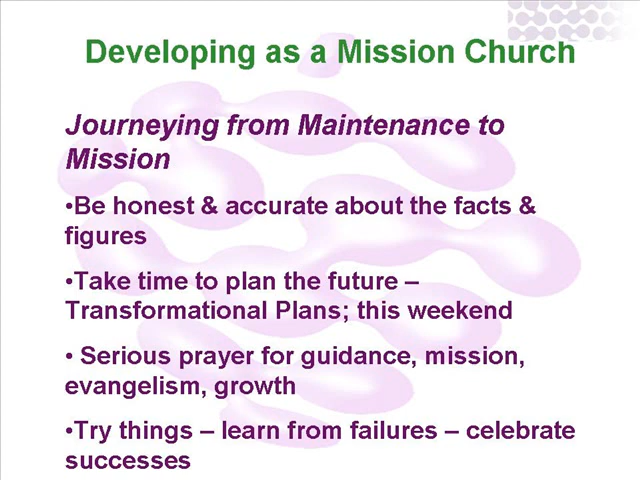 Developing as a Mission Church
Journeying from Maintenance to
Mission
•Be honest & accurate about the facts &
figures
•Take time to plan the future –
Transformational Plans; this weekend
• Serious prayer for guidance, mission,
evangelism, growth
•Try things – learn from failures – celebrate
successes